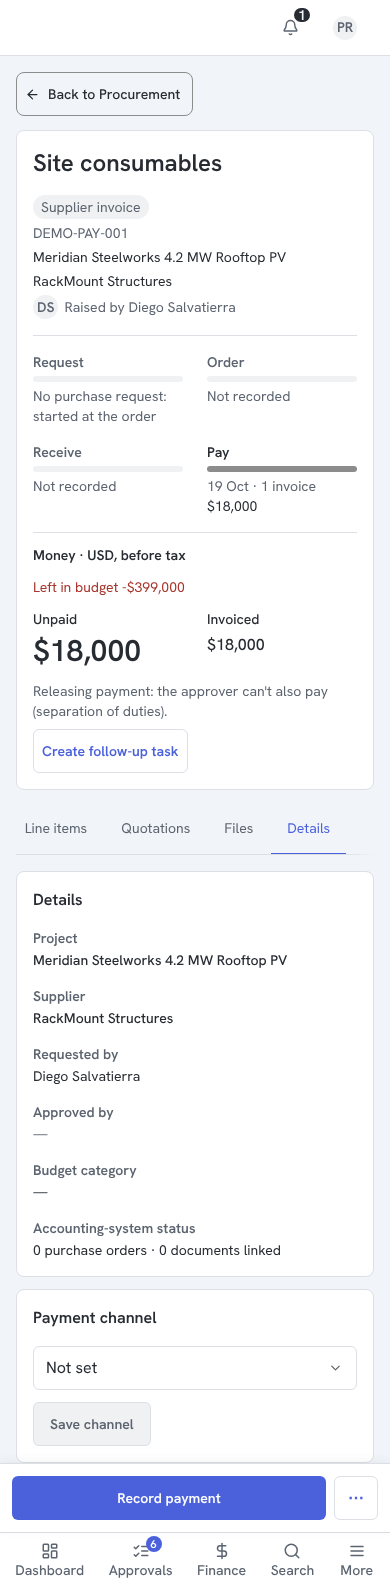 1
PR
Back to Procurement
Site consumables
Supplier invoice
DEMO-PAY-001
Meridian Steelworks 4.2 MW Rooftop PV
RackMount Structures
DS Raised by Diego Salvatierra
Request
No purchase request:
started at the order
Order
Not recorded
Receive
Not recorded
Pay
19 Oct · 1 invoice
$18,000
Money · USD, before tax
Left in budget -$399,000
Unpaid
$18,000
Invoiced
$18,000
Releasing payment: the approver can't also pay
(separation of duties).
Create follow-up task
Line items Quotations Files Details
Details
Project
Meridian Steelworks 4.2 MW Rooftop PV
Supplier
RackMount Structures
Requested by
Diego Salvatierra
Approved by
—
Budget category
—
Accounting-system status
0 purchase orders · 0 documents linked
Payment channel
Not set
Save channel
Record payment
6
Dashboard Approvals Finance Search More